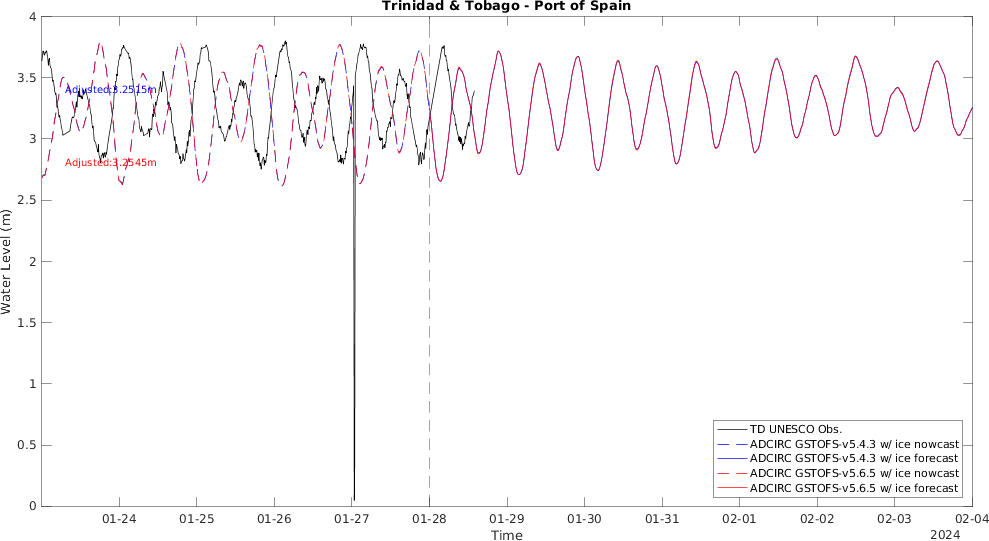 Trinidad & Tobago - Port of Spain
4
3.5
3
2.5
2
1.5
1
0.5
0
Water Level (m)
Adjusted:3.2515m
Adjusted:3.2545m
TD UNESCO Obs.
ADCIRC GSTOFS-v5.4.3 w/ ice nowcast
ADCIRC GSTOFS-v5.4.3 w/ ice forecast
ADCIRC GSTOFS-v5.6.5 w/ ice nowcast
ADCIRC GSTOFS-v5.6.5 w/ ice forecast
01-24 01-25 01-26 01-27 01-28 01-29 01-30 01-31 02-01 02-02 02-03 02-04
Time
2024